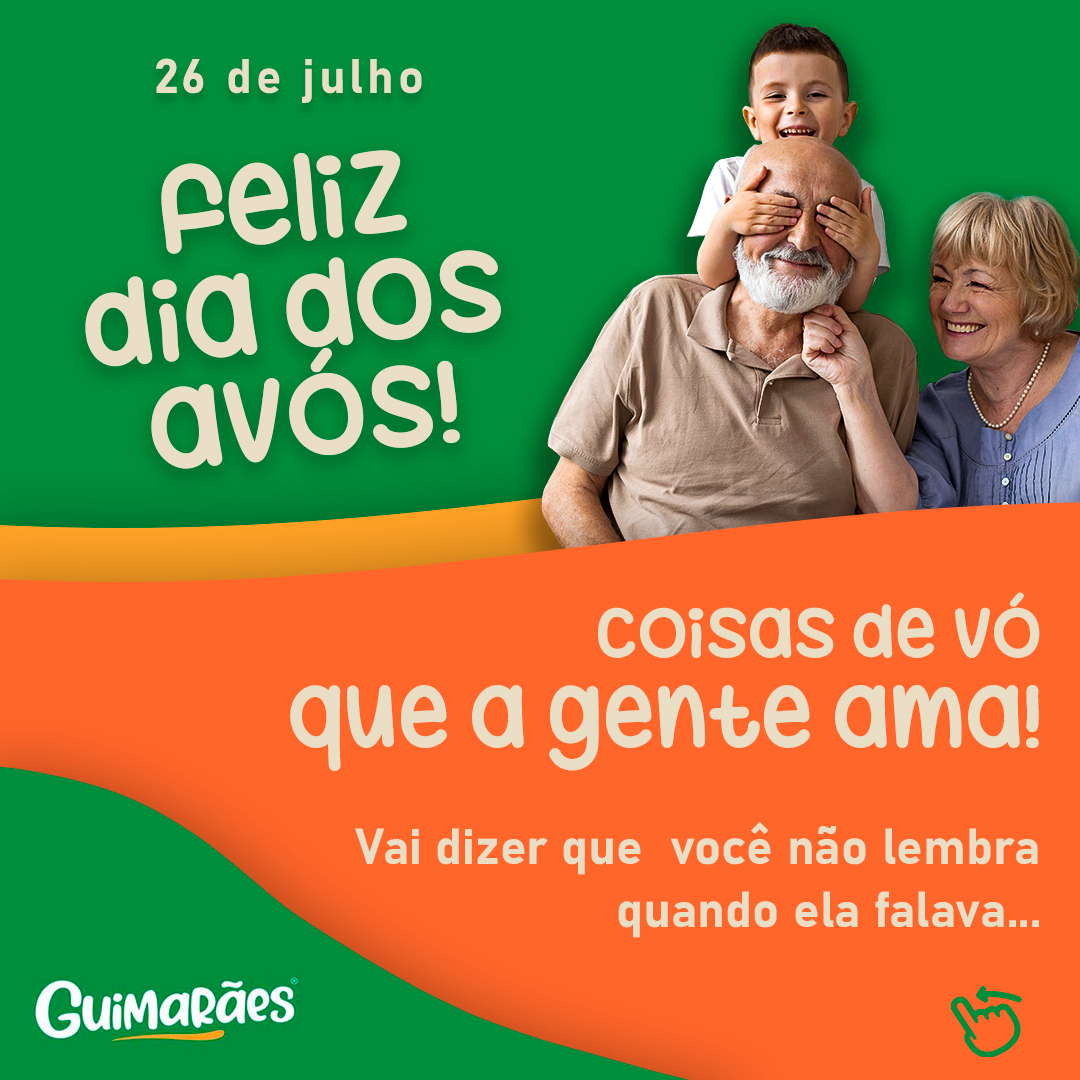 26 de julho
feliz
dia dos
avós!
coisas de vó
que a gente ama!
Vai dizer que você não lembra
quando ela falava...
Guimarães®